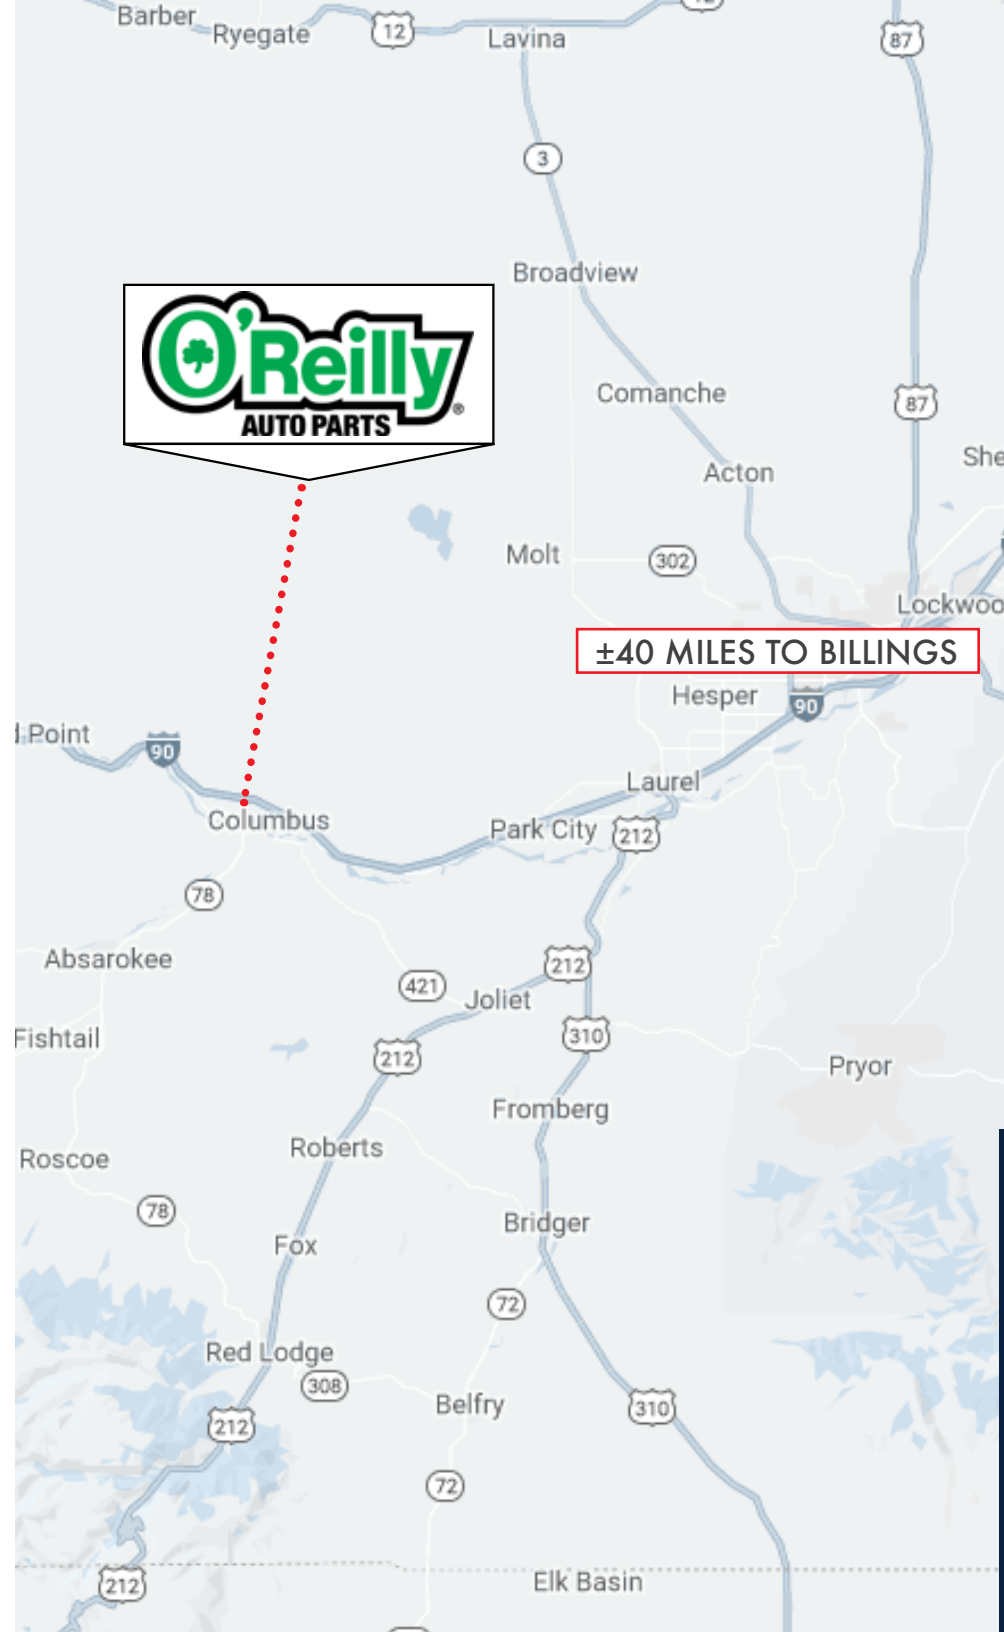 Barber
Ryegate
12
Lavina
87
3
Broadview
O'Reilly
AUTO PARTS
®
Comanche
87
Acton
She
Molt
302
Lockwoo
±40 MILES TO BILLINGS
Hesper
90
d Point
90
Laurel
Columbus
Park City
212
78
Absarokee
212
421
Joliet
Fishtail
310
212
Pryor
Fromberg
Roberts
Roscoe
78
Bridger
Fox
72
Red Lodge
308
Belfry
310
212
72
212
Elk Basin